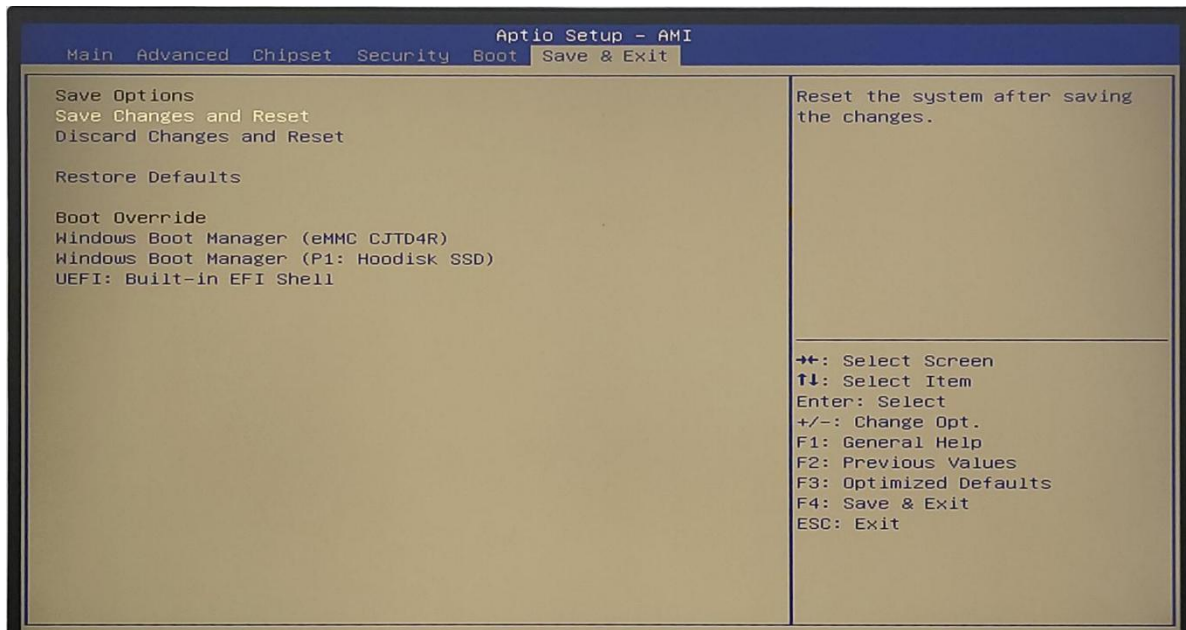 Aptio Setup – AMI
Main Advanced Chipset Security Boot Save & Exit
Save Options
Save Changes and Reset
Discard Changes and Reset
Restore Defaults
Boot Override
Windows Boot Manager (eMMC CJTD4R)
Windows Boot Manager (P1: Hoodisk SSD)
UEFI: Built-in EFI Shell
Reset the system after saving
the changes.
→←: Select Screen
↑↓: Select Item
Enter: Select
+/-: Change Opt.
F1: General Help
F2: Previous Values
F3: Optimized Defaults
F4: Save & Exit
ESC: Exit